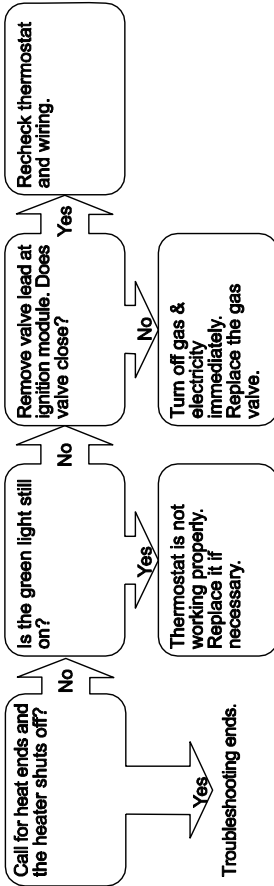 Call for heat ends and
the heater shuts off?
Yes
Troubleshooting ends.
No
Is the green light still
on?
Yes
Thermostat is not
working properly.
Replace it if
necessary.
No
Remove valve lead at
ignition module. Does
valve close?
No
Turn off gas &
electricity
immediately.
Replace the gas
valve.
Yes
Recheck thermostat
and wiring.